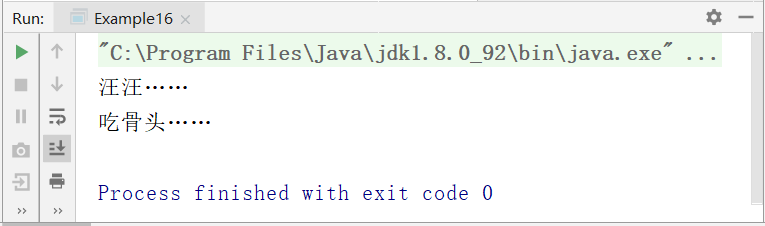 Run: Example16 ×
"C:\Program Files\Java\jdk1.8.0_92\bin\java.exe" ...
汪汪……
吃骨头……
Process finished with exit code 0